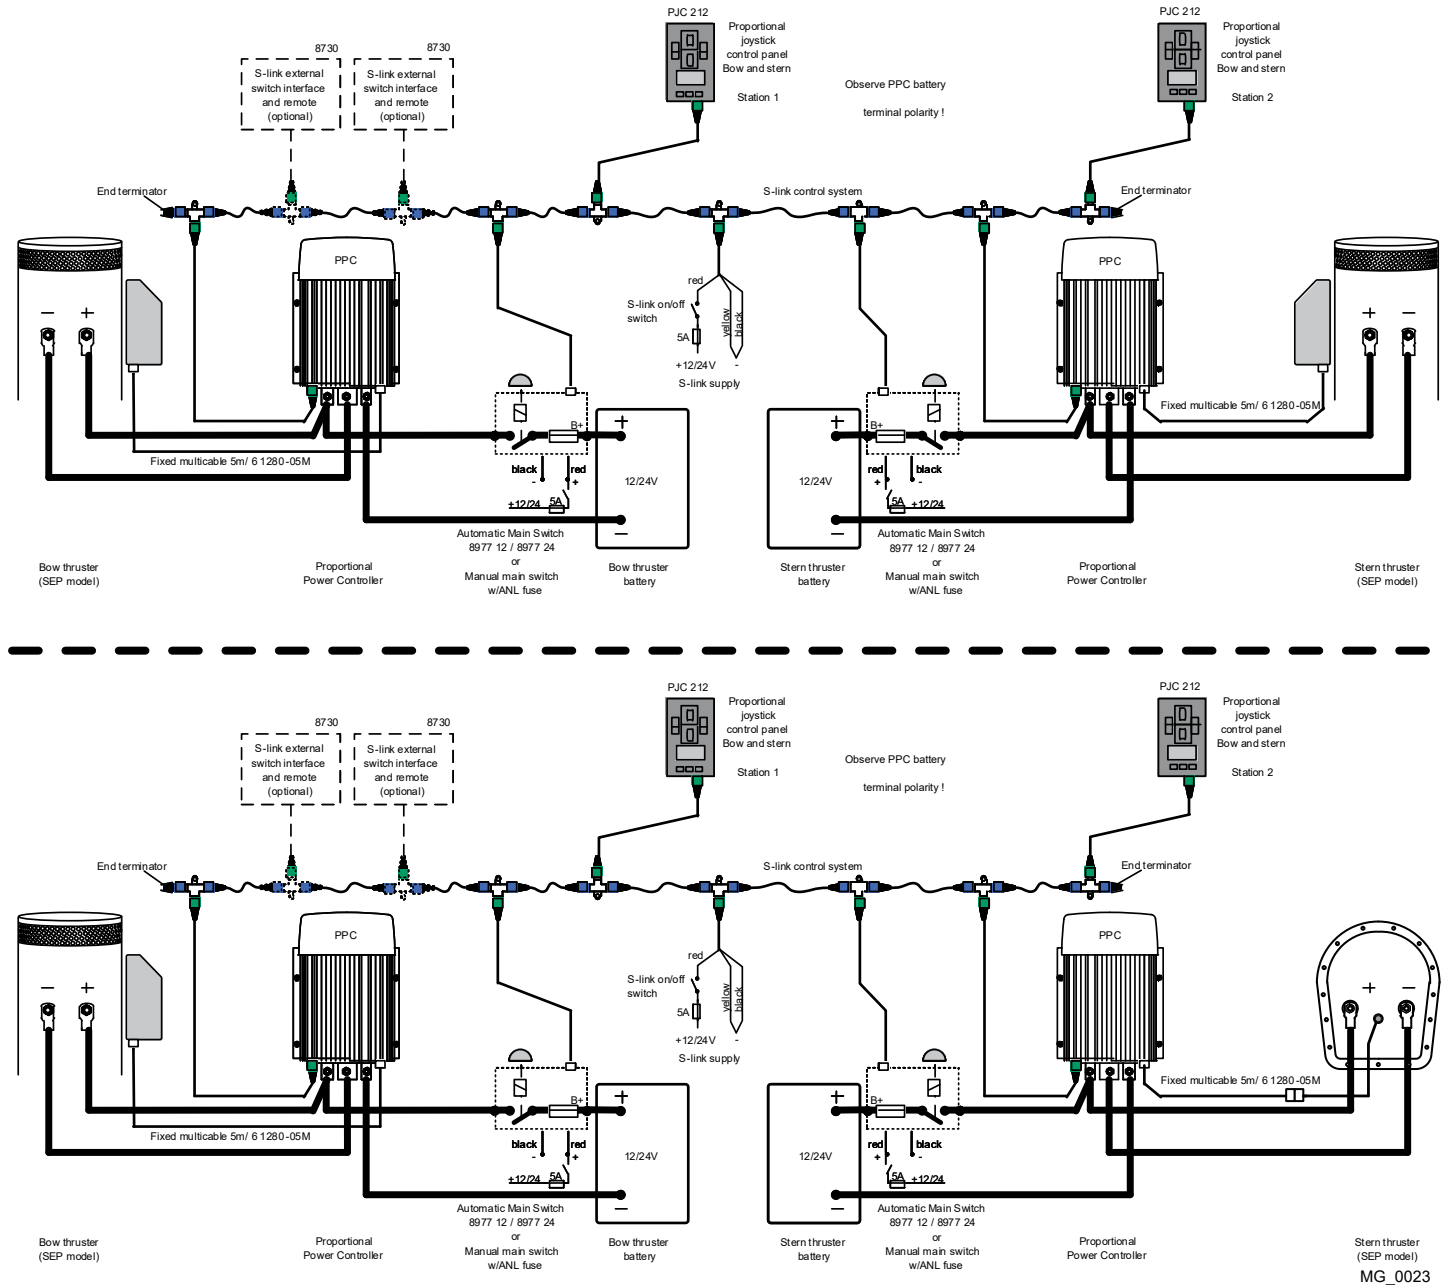 PJC 212
Proportional
joystick
control panel
Bow and stern
Station 1
PJC 212
Proportional
joystick
control panel
Bow and stern
Station 2
8730
S-link external
switch interface
and remote
(optional)
8730
S-link external
switch interface
and remote
(optional)
Observe PPC battery
terminal polarity !
End terminator
S-link control system
End terminator
PPC
PPC
red
S-link on/off
switch
yellow
black
5A
+12/24V
-
S-link supply
− +
+ −
Fixed multicable 5m/ 6 1280-05M
Fixed multicable 5m/ 6 1280-05M
B+
+
B+
+
black
-
red
+
+12/24
5A
12/24V
−
12/24V
−
red
+
black
-
5A
+12/24
Bow thruster
(SEP model)
Proportional
Power Controller
Automatic Main Switch
8977 12 / 8977 24
or
Manual main switch
w/ANL fuse
Bow thruster
battery
Stern thruster
battery
Automatic Main Switch
8977 12 / 8977 24
or
Manual main switch
w/ANL fuse
Proportional
Power Controller
Stern thruster
(SEP model)
PJC 212
Proportional
joystick
control panel
Bow and stern
Station 1
PJC 212
Proportional
joystick
control panel
Bow and stern
Station 2
8730
S-link external
switch interface
and remote
(optional)
8730
S-link external
switch interface
and remote
(optional)
Observe PPC battery
terminal polarity !
End terminator
S-link control system
End terminator
PPC
PPC
red
S-link on/off
switch
yellow
black
5A
+12/24V
-
S-link supply
− +
+ −
Fixed multicable 5m/ 6 1280-05M
Fixed multicable 5m/ 6 1280-05M
B+
+
B+
+
black
-
red
+
+12/24
5A
12/24V
−
12/24V
−
red
+
black
-
5A
+12/24
Bow thruster
(SEP model)
Proportional
Power Controller
Automatic Main Switch
8977 12 / 8977 24
or
Manual main switch
w/ANL fuse
Bow thruster
battery
Stern thruster
battery
Automatic Main Switch
8977 12 / 8977 24
or
Manual main switch
w/ANL fuse
Proportional
Power Controller
Stern thruster
(SEP model)
MG_0023